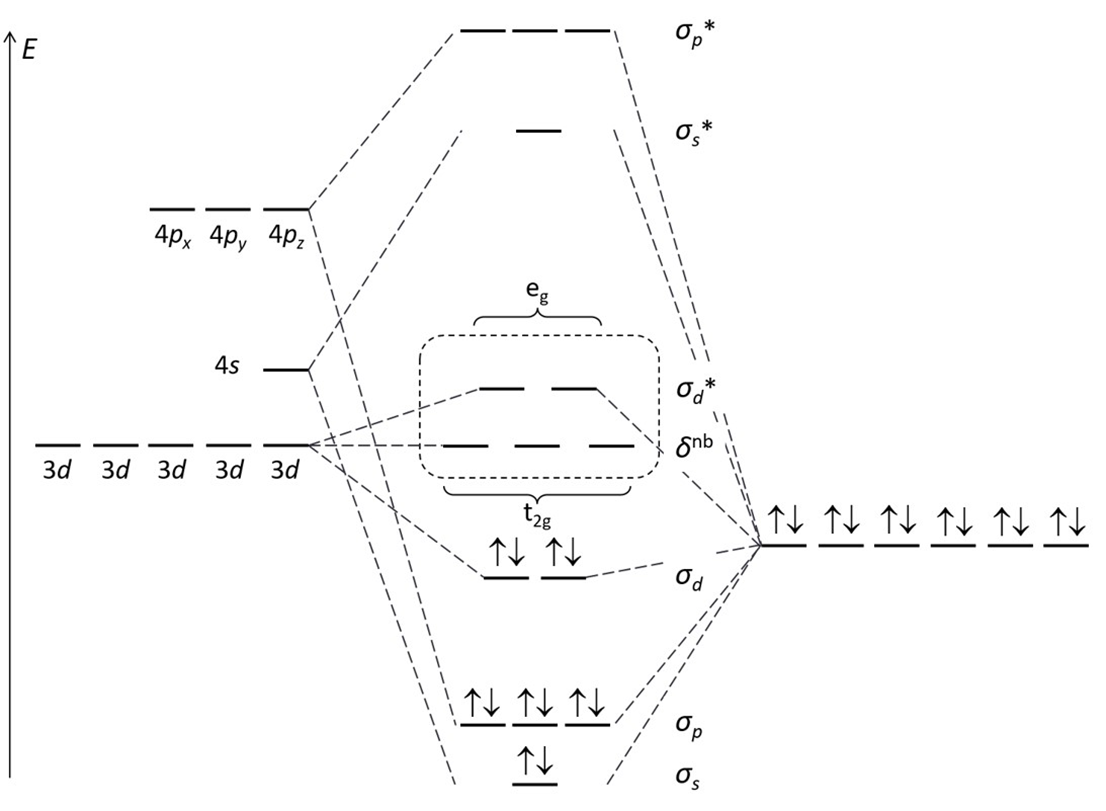 E
σp*
σs*
4px 4py 4pz
eg
4s
σd*
δnb
3d 3d 3d 3d 3d
t2g
↑↓ ↑↓ ↑↓ ↑↓ ↑↓ ↑↓
↑↓ ↑↓
σd
↑↓ ↑↓ ↑↓
σp
↑↓
σs